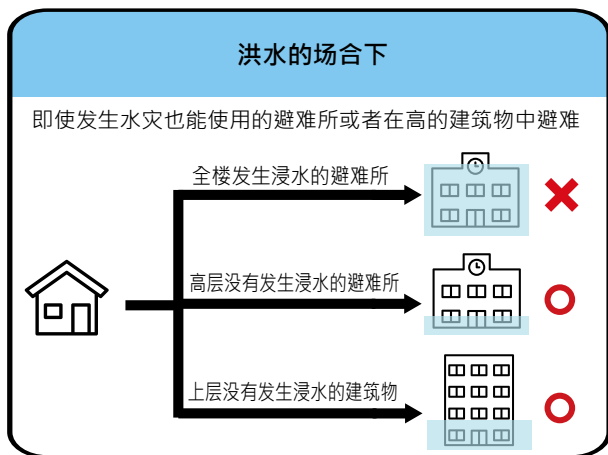 洪水的场合下
即使发生水灾也能使用的避难所或者在高的建筑物中避难
全楼发生浸水的避难所
高层没有发生浸水的避难所
上层没有发生浸水的建筑物